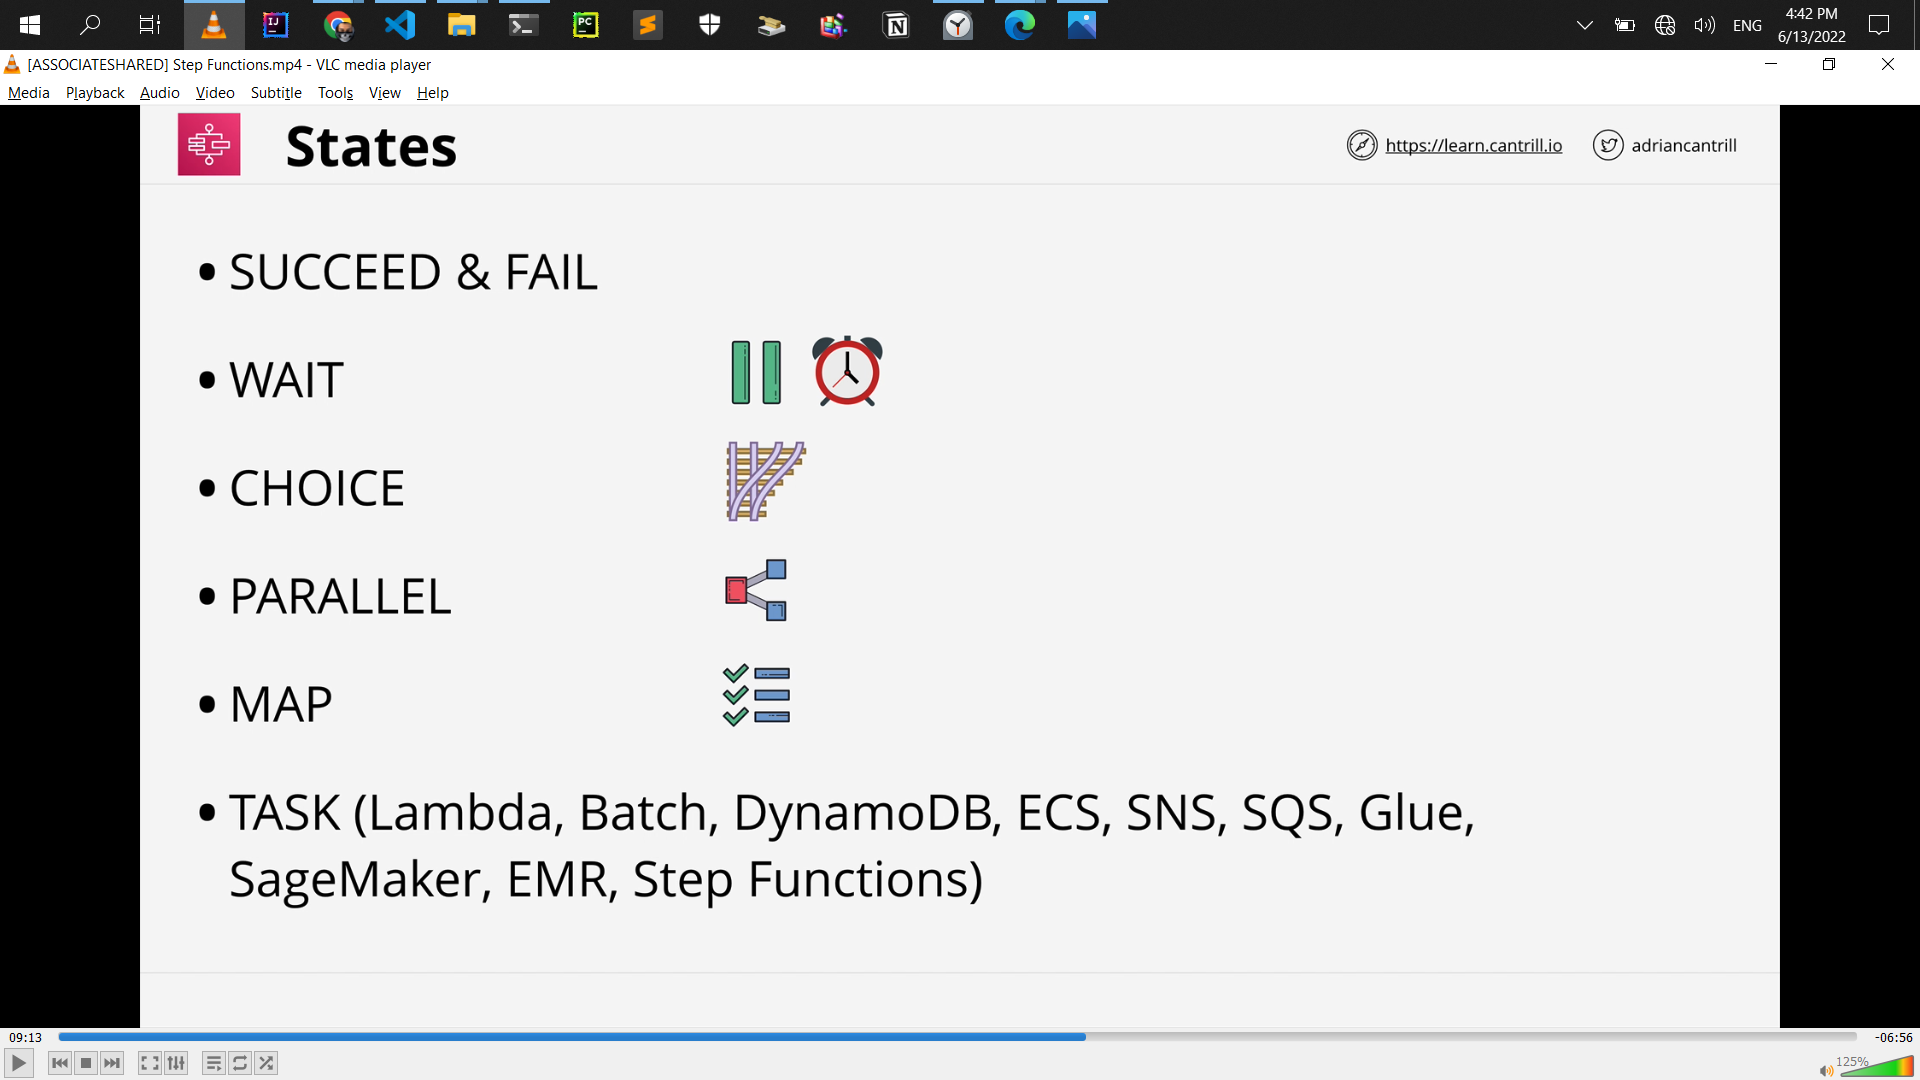 ENG
4:42 PM
6/13/2022
[ASSOCIATESHARED] Step Functions.mp4 - VLC media player
Media Playback Audio Video Subtitle Tools View Help
States
https://learn.cantrill.io
adriancantrill
• SUCCEED & FAIL
• WAIT
• CHOICE
• PARALLEL
• MAP
• TASK (Lambda, Batch, DynamoDB, ECS, SNS, SQS, Glue,
SageMaker, EMR, Step Functions)
09:13
-06:56
125%